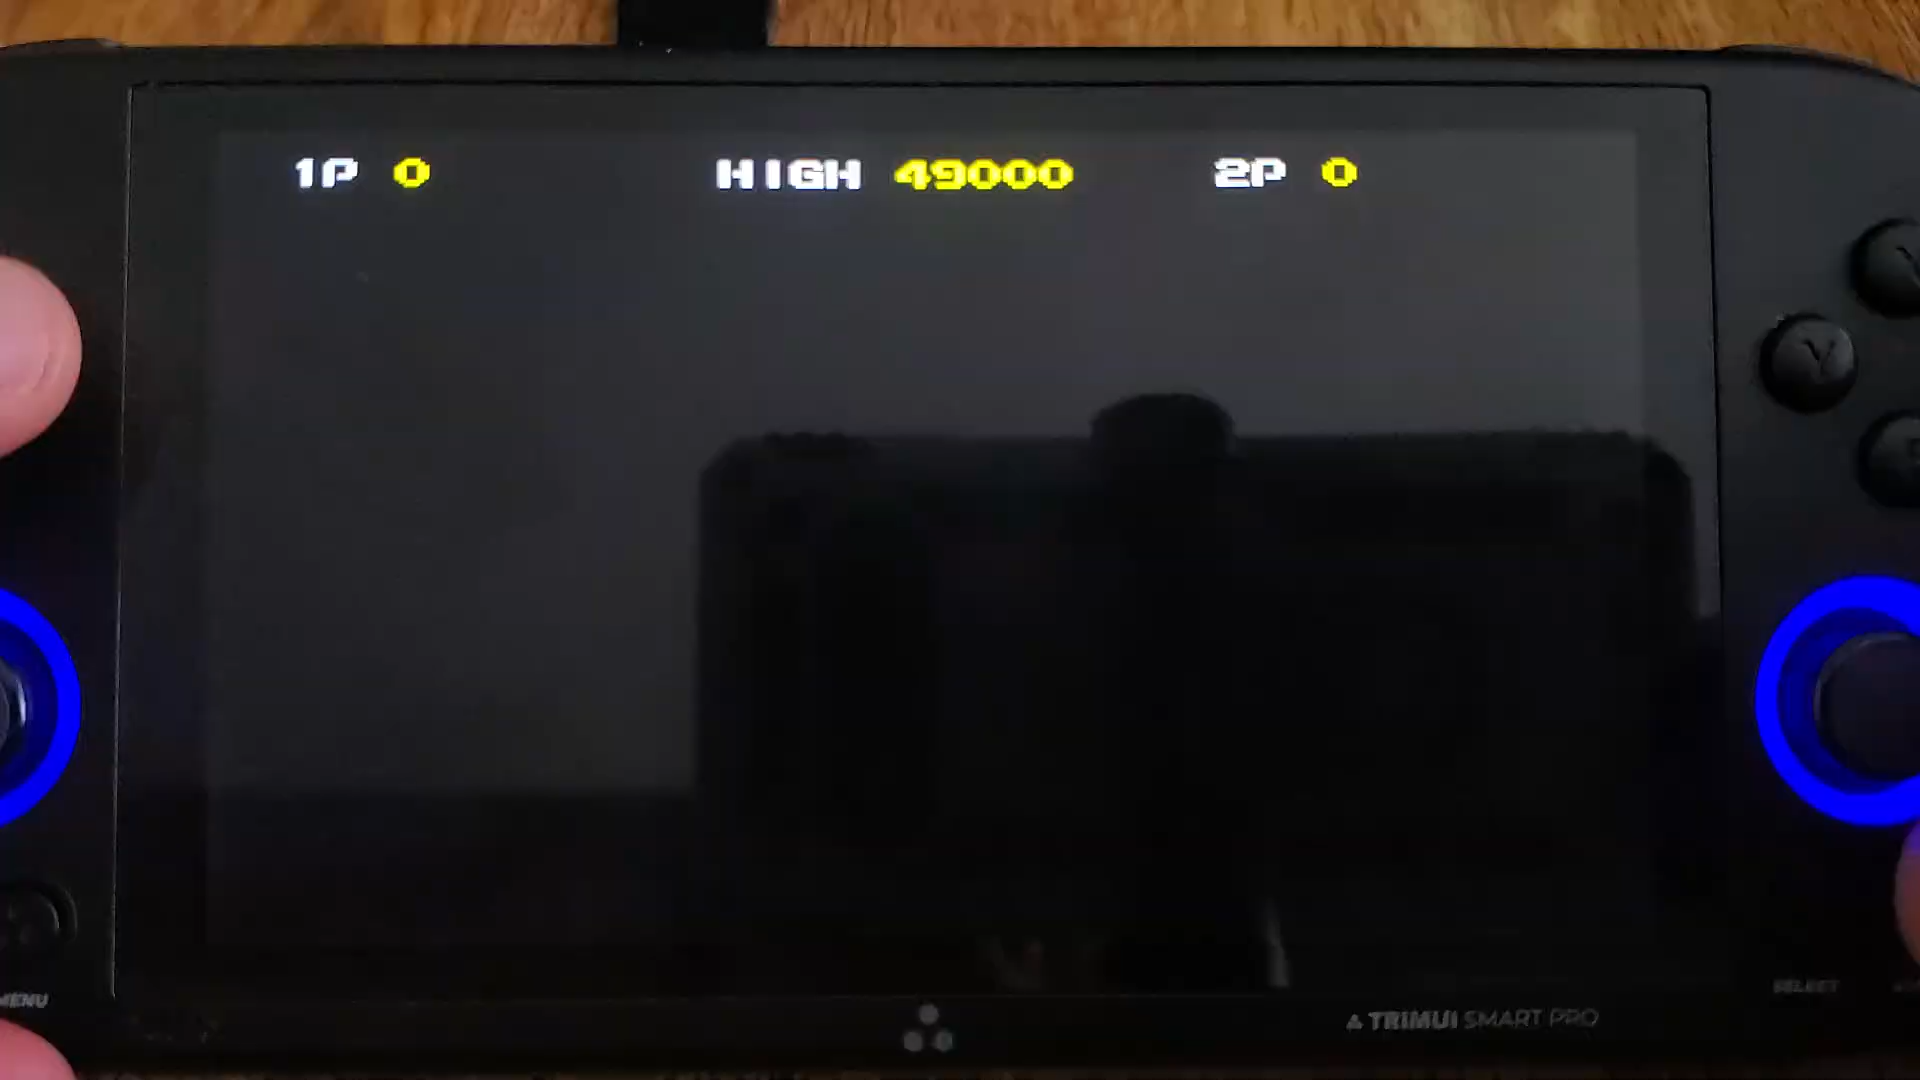 1P 0 HIGH 49000 2P 0
Y
MENU
SELECT
TRIMUI SMART PRO